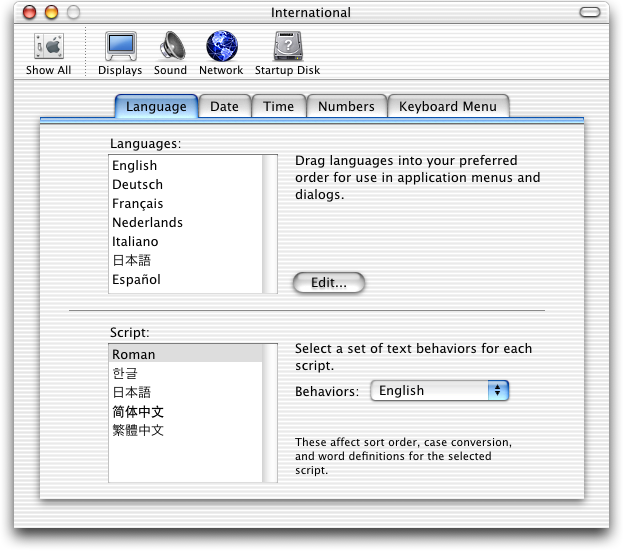 International
Show All
Displays
Sound
Network
Startup Disk
Language
Date
Time
Numbers
Keyboard Menu
Languages:
English
Deutsch
Français
Nederlands
Italiano
日本語
Español
Drag languages into your preferred
order for use in application menus and
dialogs.
Edit...
Script:
Roman
한글
日本語
简体中文
繁體中文
Select a set of text behaviors for each
script.
Behaviors: English
These affect sort order, case conversion,
and word definitions for the selected
script.